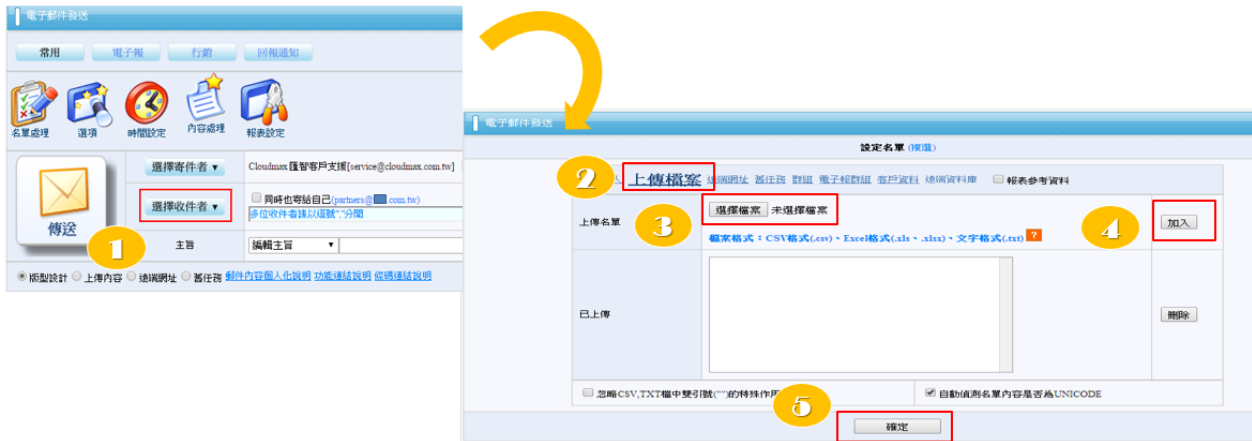 電子郵件發送
常用 電子報 行銷 回報通知
名單處理 選項 時間設定 內容處理 報表設定
選擇寄件者 ▼ Cloudmax 匯智客戶支援[service@cloudmax.com.tw]
選擇收件者 ▼ 同時也寄給自己(partners@ .com.tw)
多位收件者請以逗號","分開
傳送
1
主旨 編輯主旨 ▼
版型設計 上傳內容 遠端網址 舊任務 郵件內容個人化說明 功能連結說明 條碼連結說明
電子郵件發送
設定名單 (複選)
2 上傳檔案 遠端網址 舊任務 群組 電子報群組 客戶資料 遠端資料庫 報表參考資料
上傳名單 3 選擇檔案 未選擇檔案 4 加入
檔案格式：CSV格式(.csv)、Excel格式(.xls、.xlsx)、文字格式(.txt) ?
已上傳 刪除
忽略CSV,TXT檔中雙引號("")的特殊作用 自動偵測名單內容是否為UNICODE
5 確定